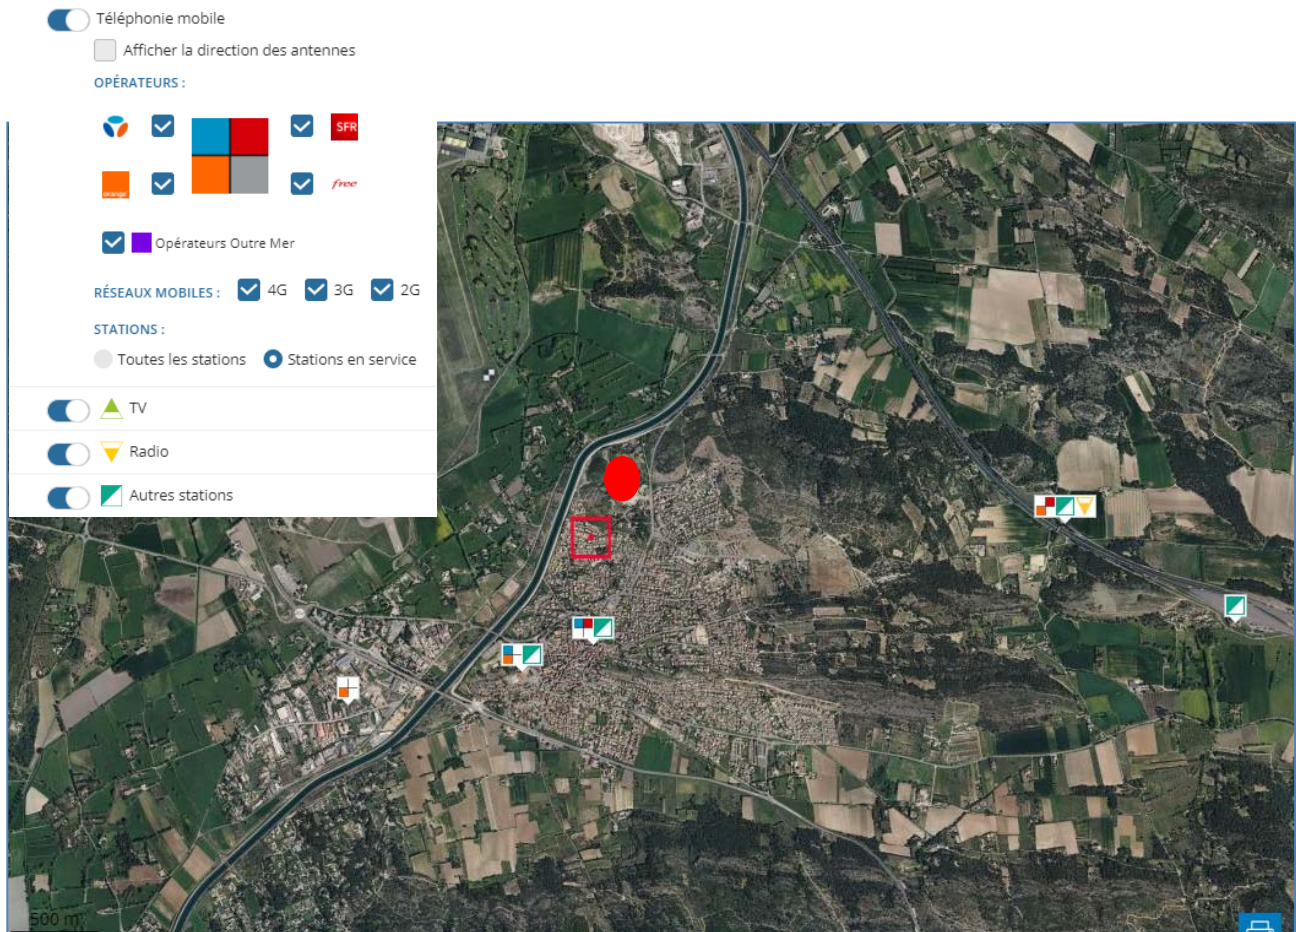 Téléphonie mobile
Afficher la direction des antennes
OPÉRATEURS :
SFR
orange
free
Opérateurs Outre Mer
RÉSEAUX MOBILES : 4G 3G 2G
STATIONS :
Toutes les stations Stations en service
TV
Radio
Autres stations
500 m